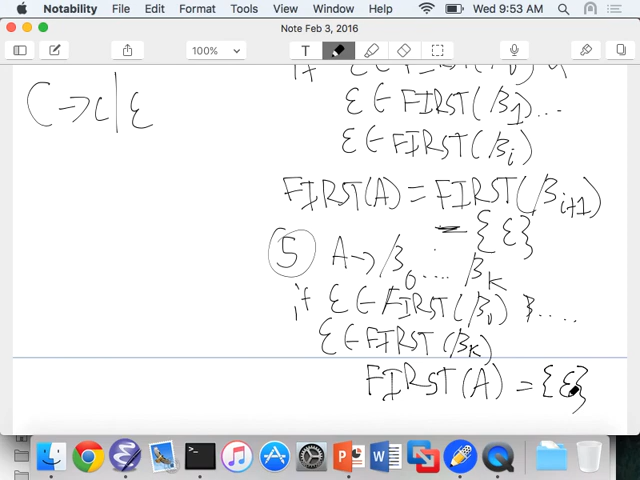 Notability File Edit Format Tools View Window Help Wed 9:53 AM
Note Feb 3, 2016
100% T
C → c | ε
ε ∈ FIRST(β1)...
ε ∈ FIRST(βi)
FIRST(A) = FIRST(βi+1)
- {ε}
5 A → β0 .... βk
if ε ∈ FIRST(β0) & ....
ε ∈ FIRST(βk)
FIRST(A) = {ε}